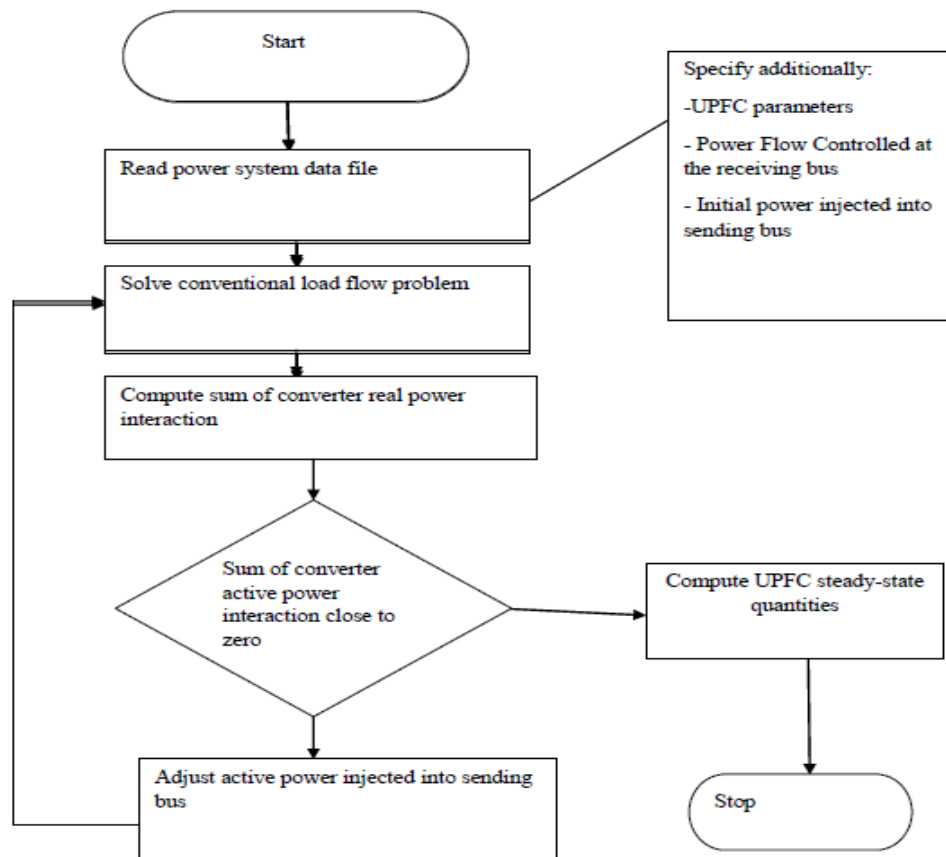 Start
Specify additionally:
-UPFC parameters
- Power Flow Controlled at
the receiving bus
- Initial power injected into
sending bus
Read power system data file
Solve conventional load flow problem
Compute sum of converter real power
interaction
Sum of converter
active power
interaction close to
zero
Compute UPFC steady-state
quantities
Adjust active power injected into sending
bus
Stop